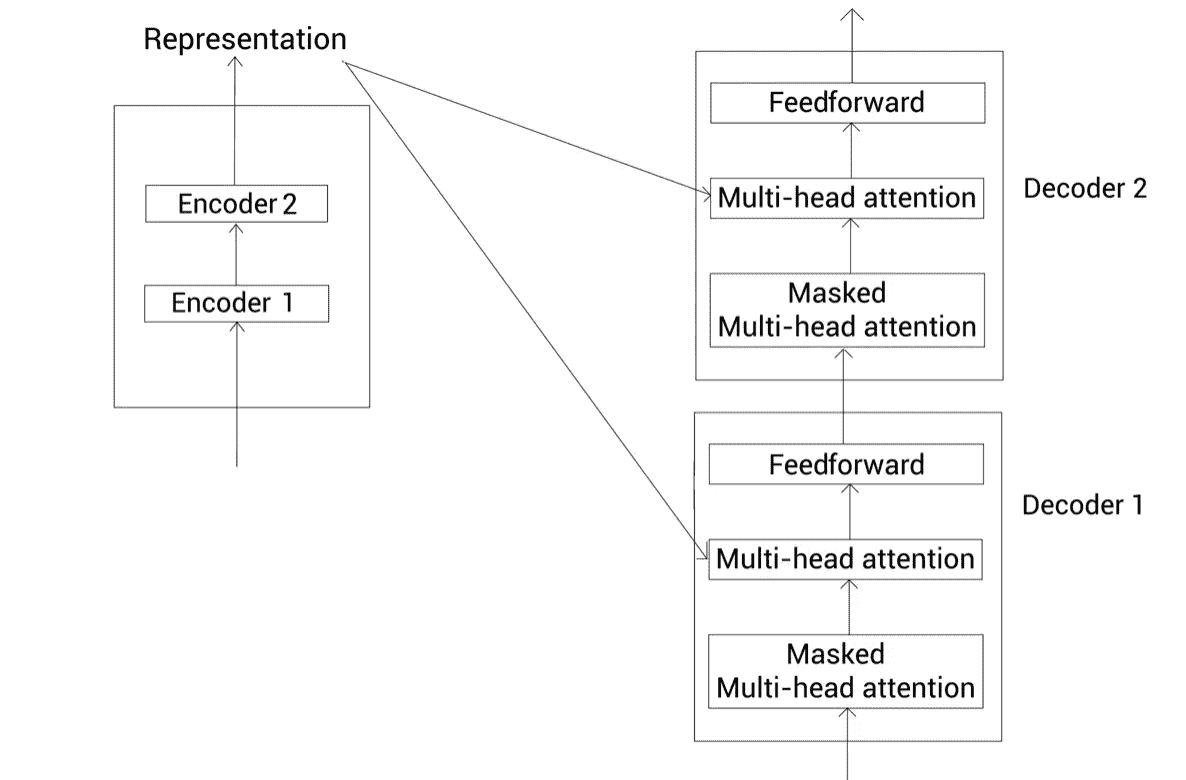 Representation
Encoder 2
Encoder 1
Feedforward
Multi-head attention
Masked
Multi-head attention
Decoder 2
Feedforward
Multi-head attention
Masked
Multi-head attention
Decoder 1